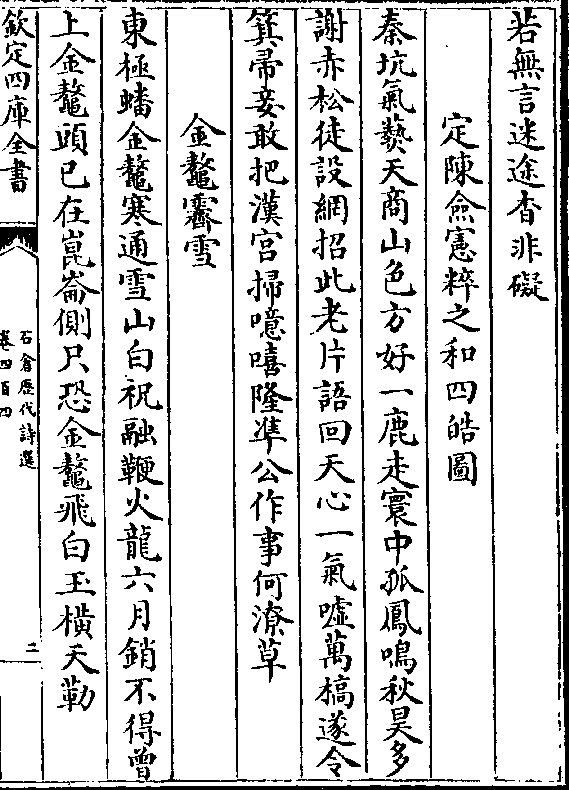 若無言迷途杳非礙
定陳僉憲粹之和四皓圖
秦坑氣爇天商山色方好一鹿走寰中孤鳳鳴秋昊多
謝赤松徒設網招此老片語回天心一氣噓萬槁遂令
箕帚妾敢把漢宮掃噫嘻隆準公作事何潦草
金鼇霽雪
東極蟠金鼇寒通雪山白祝融鞭火龍六月銷不得曾
上金鼇頭已在崑崙側只恐金鼇飛白玉橫天勒
欽定四庫全書
石倉歷代詩選
卷四百四
二